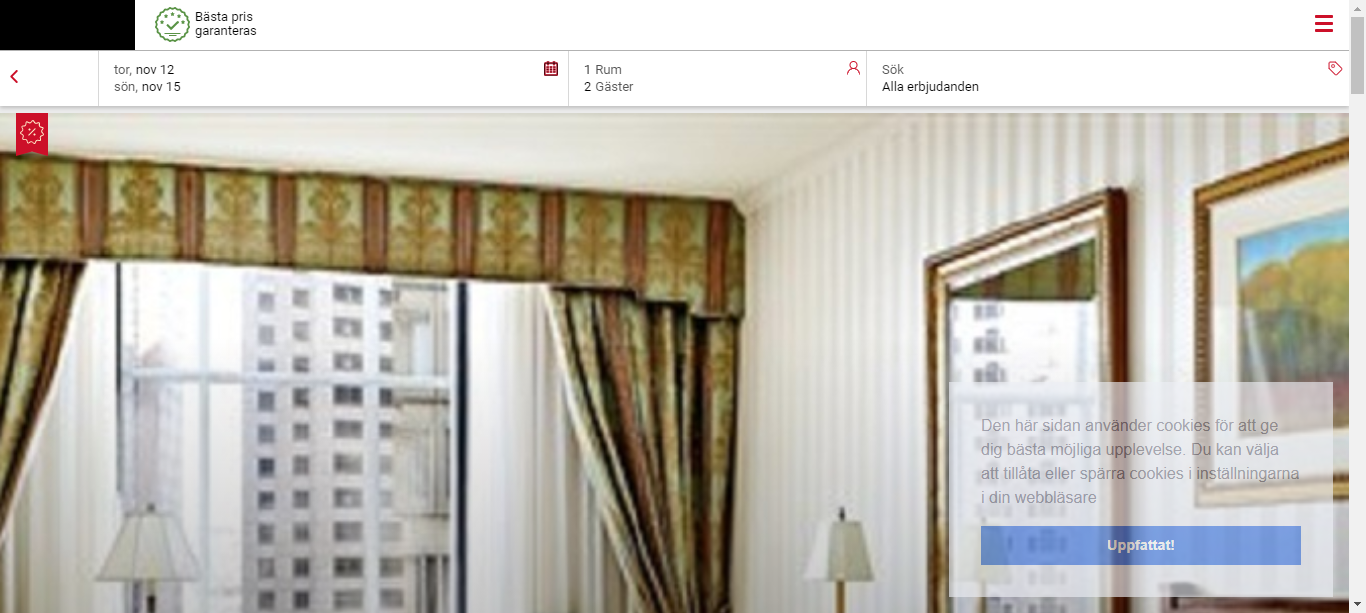 Bästa pris
garanteras
tor, nov 12
sön, nov 15
1 Rum
2 Gäster
Sök
Alla erbjudanden
Den här sidan använder cookies för att ge
dig bästa möjliga upplevelse. Du kan välja
att tillåta eller spärra cookies i inställningarna
i din webbläsare
Uppfattat!